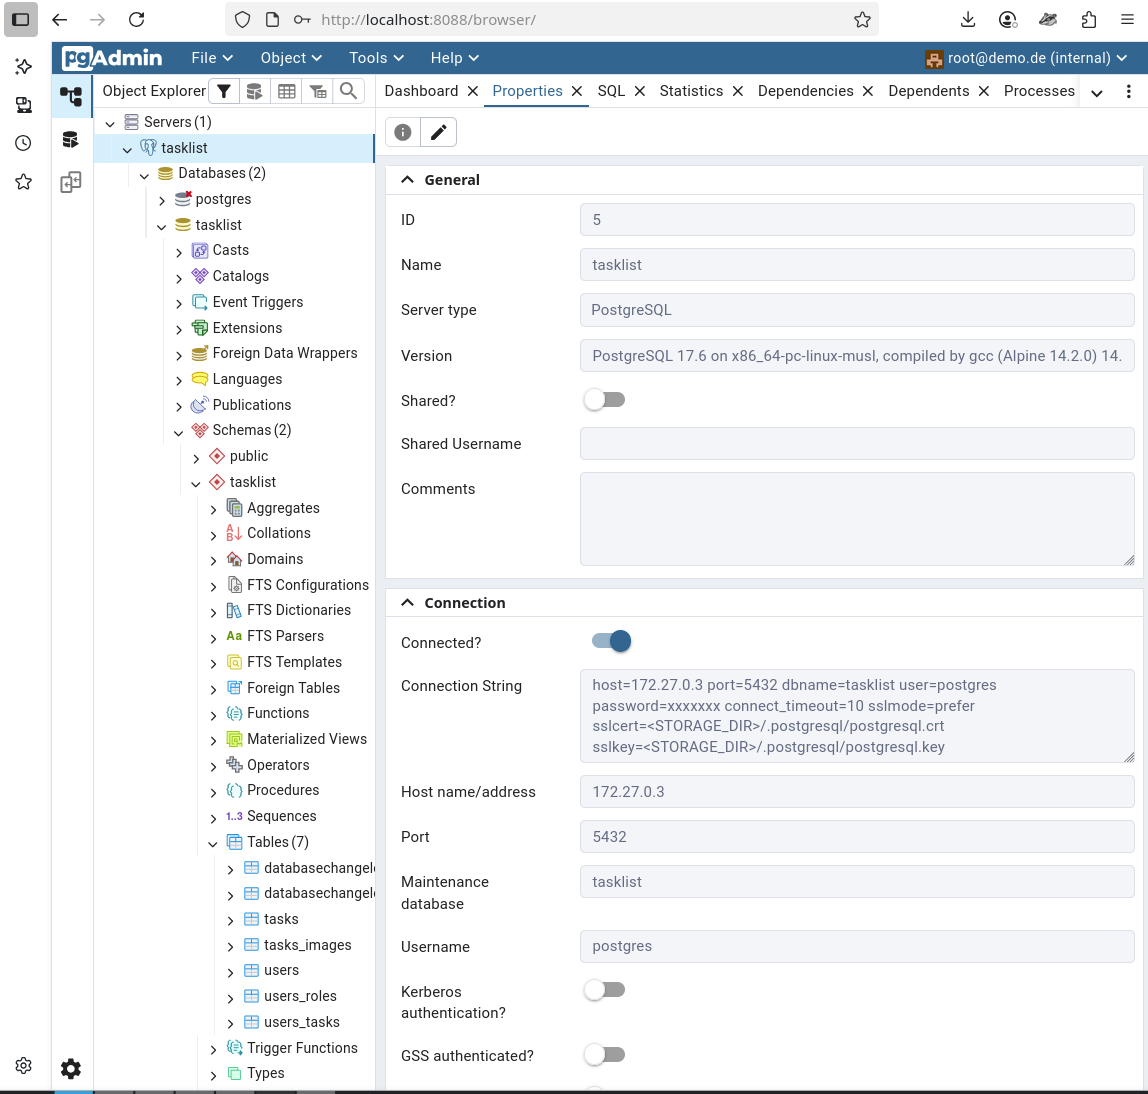 http://localhost:8088/browser/
pgAdmin
File
Object
Tools
Help
root@demo.de (internal)
Object Explorer
Dashboard
Properties
SQL
Statistics
Dependencies
Dependents
Processes
Servers (1)
tasklist
Databases (2)
postgres
tasklist
Casts
Catalogs
Event Triggers
Extensions
Foreign Data Wrappers
Languages
Publications
Schemas (2)
public
tasklist
Aggregates
Collations
Domains
FTS Configurations
FTS Dictionaries
Aa FTS Parsers
FTS Templates
Foreign Tables
Functions
Materialized Views
Operators
Procedures
1..3 Sequences
Tables (7)
databasechangel
databasechangel
tasks
tasks_images
users
users_roles
users_tasks
Trigger Functions
Types
General
ID
5
Name
tasklist
Server type
PostgreSQL
Version
PostgreSQL 17.6 on x86_64-pc-linux-musl, compiled by gcc (Alpine 14.2.0) 14.
Shared?
Shared Username
Comments
Connection
Connected?
Connection String
host=172.27.0.3 port=5432 dbname=tasklist user=postgres
password=xxxxxxx connect_timeout=10 sslmode=prefer
sslcert=<STORAGE_DIR>/.postgresql/postgresql.crt
sslkey=<STORAGE_DIR>/.postgresql/postgresql.key
Host name/address
172.27.0.3
Port
5432
Maintenance
database
tasklist
Username
postgres
Kerberos
authentication?
GSS authenticated?